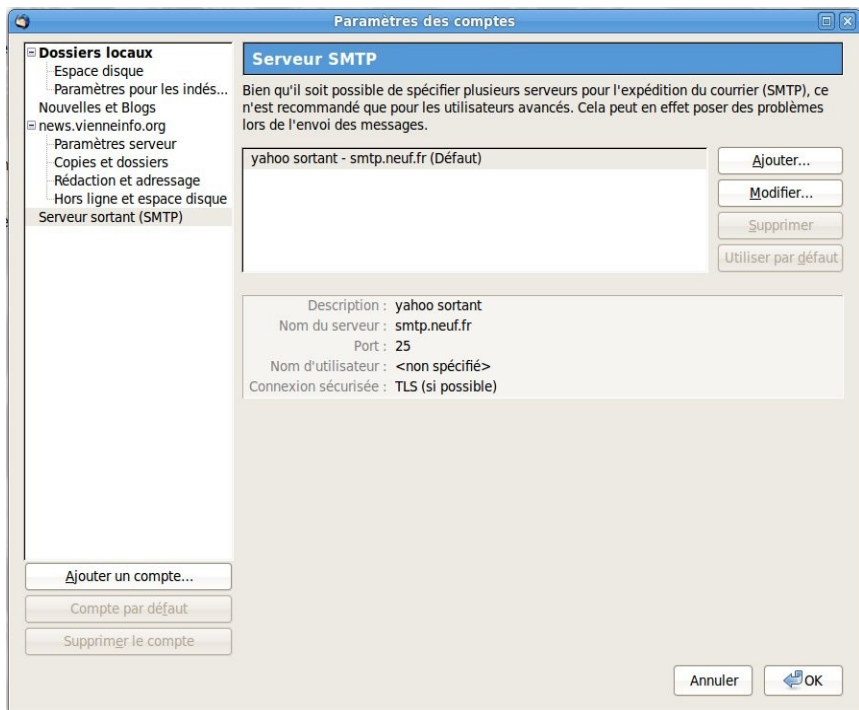 Paramètres des comptes
Dossiers locaux
Espace disque
Paramètres pour les indés...
Nouvelles et Blogs
news.vienneinfo.org
Paramètres serveur
Copies et dossiers
Rédaction et adressage
Hors ligne et espace disque
Serveur sortant (SMTP)
Ajouter un compte...
Compte par défaut
Supprimer le compte
Serveur SMTP
Bien qu'il soit possible de spécifier plusieurs serveurs pour l'expédition du courrier (SMTP), ce
n'est recommandé que pour les utilisateurs avancés. Cela peut en effet poser des problèmes
lors de l'envoi des messages.
yahoo sortant - smtp.neuf.fr (Défaut)
Ajouter...
Modifier...
Supprimer
Utiliser par défaut
Description : yahoo sortant
Nom du serveur : smtp.neuf.fr
Port : 25
Nom d'utilisateur : <non spécifié>
Connexion sécurisée : TLS (si possible)
Annuler
OK